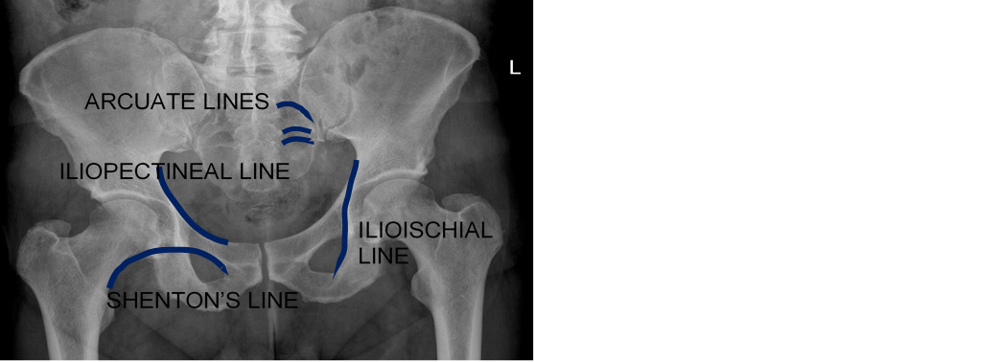 L
ARCUATE LINES
ILIOPECTINEAL LINE
ILIOISCHIAL
LINE
SHENTON'S LINE